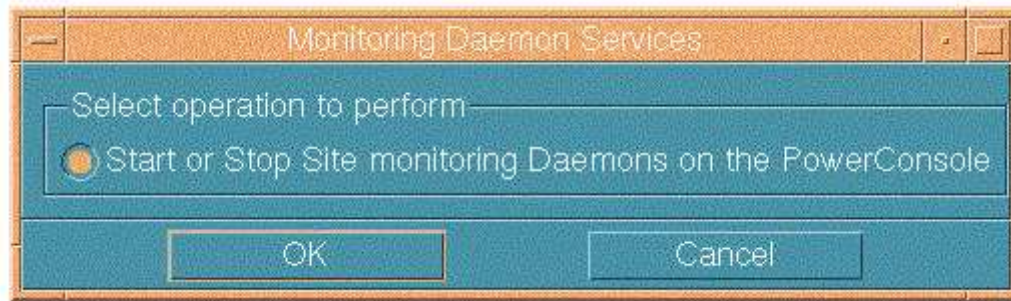 Monitoring Daemon Services
Select operation to perform
Start or Stop Site monitoring Daemons on the PowerConsole
OK
Cancel